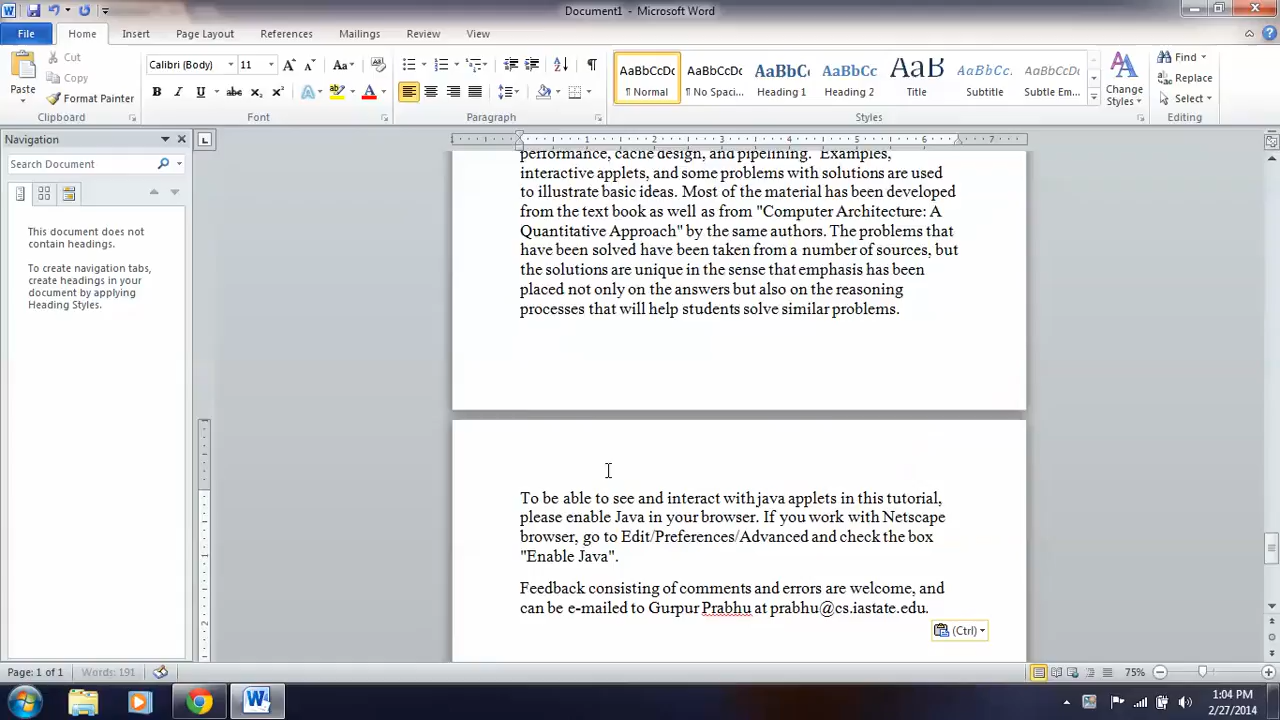 Document1 - Microsoft Word
File Home Insert Page Layout References Mailings Review View
Paste
Cut
Copy
Format Painter
Clipboard
Calibri (Body) 11
Font
Paragraph
AaBbCcDc AaBbCcDc AaBbCc AaBbCc AaB AaBbCcDc AaBbCcDc
¶ Normal ¶ No Spaci... Heading 1 Heading 2 Title Subtitle Subtle Em...
Change
Styles
Styles
Find
Replace
Select
Editing
Navigation
Search Document
This document does not
contain headings.
To create navigation tabs,
create headings in your
document by applying
Heading Styles.
1 2 3 4 5 6 7
performance, cache design, and pipelining. Examples,
interactive applets, and some problems with solutions are used
to illustrate basic ideas. Most of the material has been developed
from the text book as well as from "Computer Architecture: A
Quantitative Approach" by the same authors. The problems that
have been solved have been taken from a number of sources, but
the solutions are unique in the sense that emphasis has been
placed not only on the answers but also on the reasoning
processes that will help students solve similar problems.
To be able to see and interact with java applets in this tutorial,
please enable Java in your browser. If you work with Netscape
browser, go to Edit/Preferences/Advanced and check the box
"Enable Java".
Feedback consisting of comments and errors are welcome, and
can be e-mailed to Gurpur Prabhu at prabhu@cs.iastate.edu.
(Ctrl)
Page: 1 of 1 Words: 191 75%
1:04 PM
2/27/2014